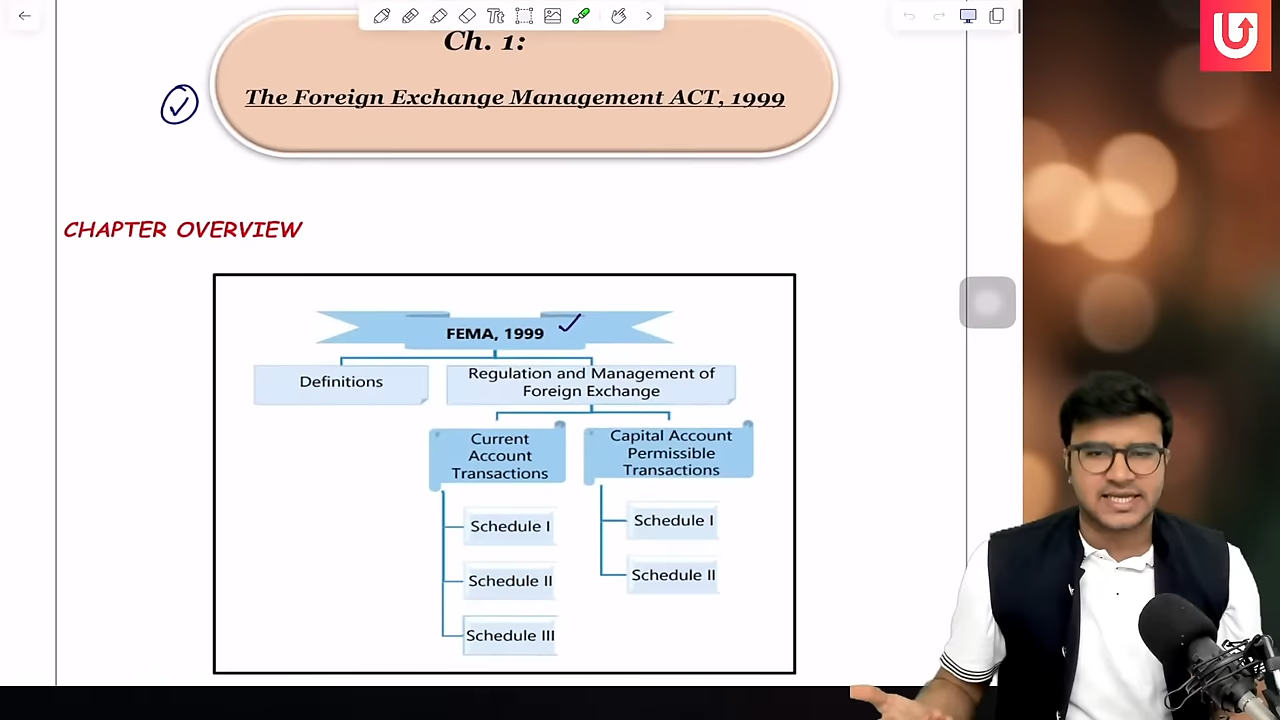 Tt
Ch. 1:
The Foreign Exchange Management ACT, 1999
CHAPTER OVERVIEW
FEMA, 1999
Definitions
Regulation and Management of
Foreign Exchange
Current
Account
Transactions
Capital Account
Permissible
Transactions
Schedule I
Schedule II
Schedule III
Schedule I
Schedule II